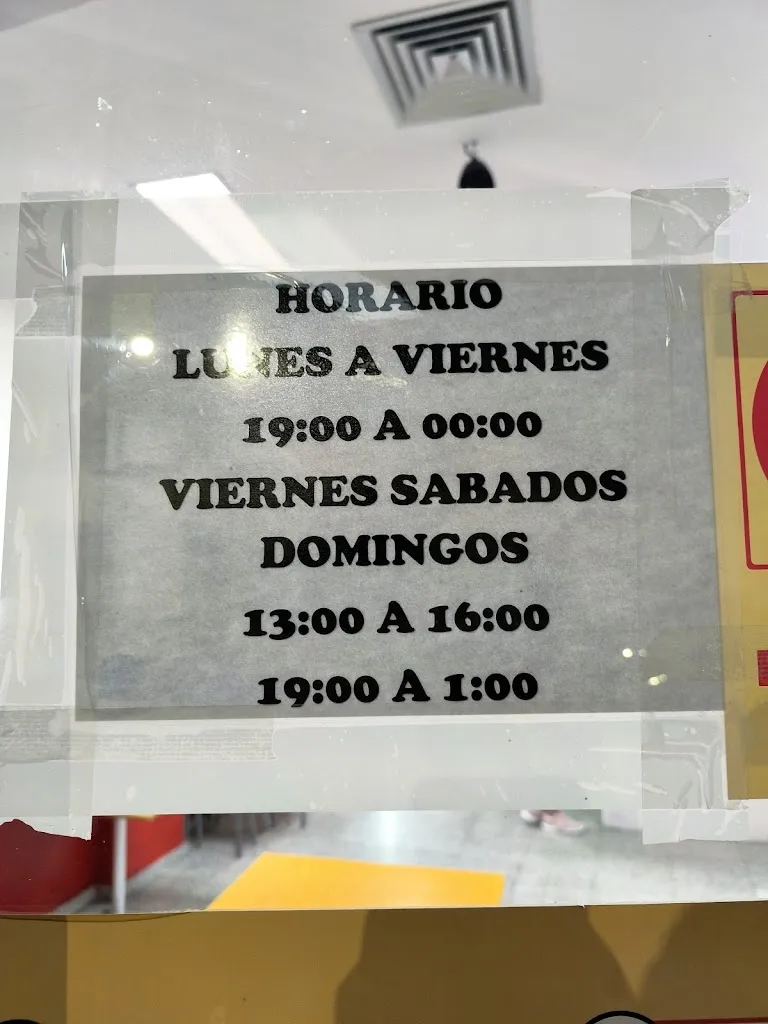 HORARIO
LUNES A VIERNES
19:00 A 00:00
VIERNES SABADOS
DOMINGOS
13:00 A 16:00
19:00 A 1:00